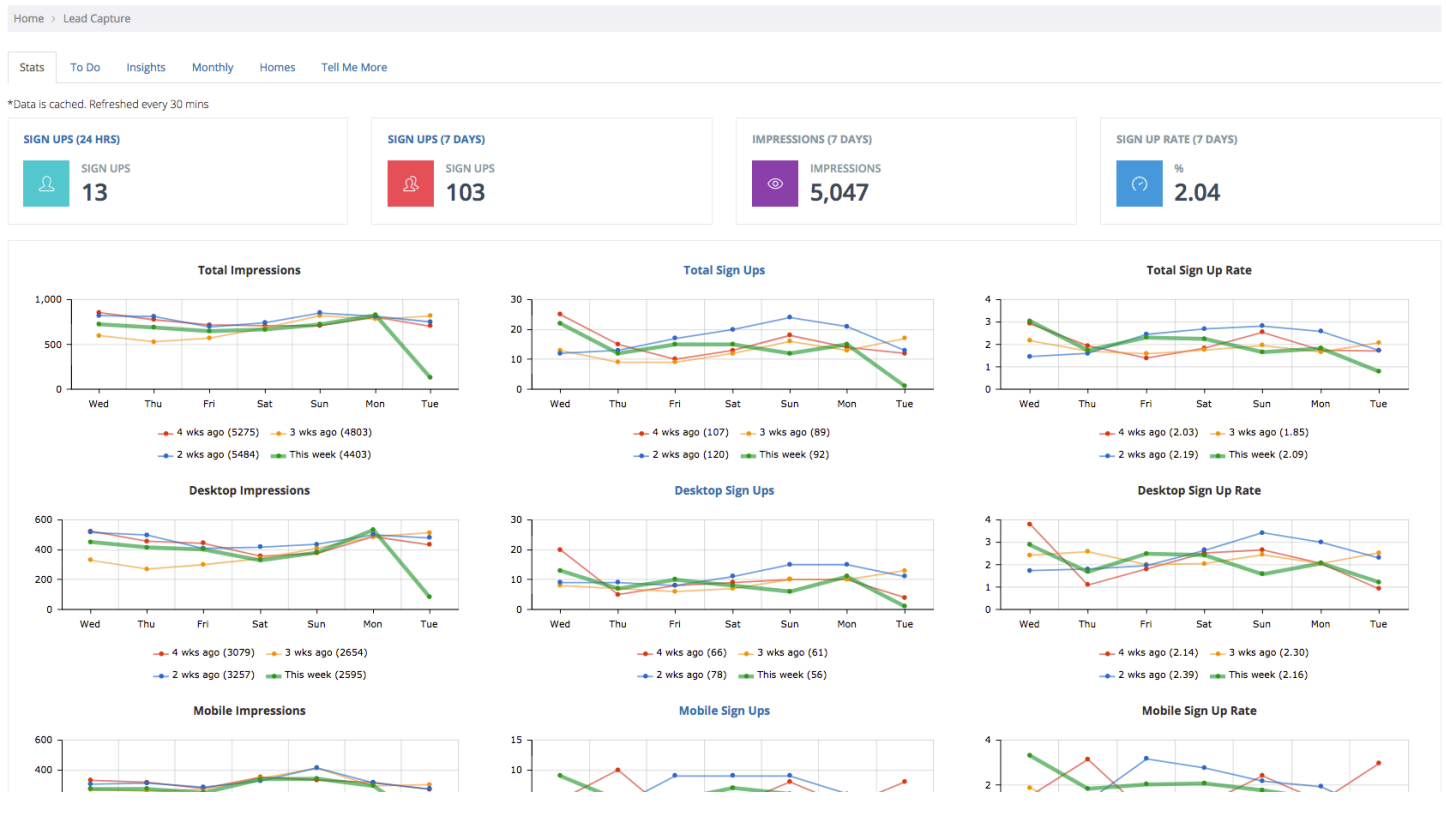 Home > Lead Capture
Stats To Do Insights Monthly Homes Tell Me More
*Data is cached. Refreshed every 30 mins
SIGN UPS (24 HRS)
SIGN UPS
13
SIGN UPS (7 DAYS)
SIGN UPS
103
IMPRESSIONS (7 DAYS)
IMPRESSIONS
5,047
SIGN UP RATE (7 DAYS)
%
2.04
Total Impressions
1,000
500
0
Wed Thu Fri Sat Sun Mon Tue
4 wks ago (5275) 3 wks ago (4803)
2 wks ago (5484) This week (4403)
Total Sign Ups
30
20
10
0
Wed Thu Fri Sat Sun Mon Tue
4 wks ago (107) 3 wks ago (89)
2 wks ago (120) This week (92)
Total Sign Up Rate
4
3
2
1
0
Wed Thu Fri Sat Sun Mon Tue
4 wks ago (2.03) 3 wks ago (1.85)
2 wks ago (2.19) This week (2.09)
Desktop Impressions
600
400
200
0
Wed Thu Fri Sat Sun Mon Tue
4 wks ago (3079) 3 wks ago (2654)
2 wks ago (3257) This week (2595)
Desktop Sign Ups
30
20
10
0
Wed Thu Fri Sat Sun Mon Tue
4 wks ago (66) 3 wks ago (61)
2 wks ago (78) This week (56)
Desktop Sign Up Rate
4
3
2
1
0
Wed Thu Fri Sat Sun Mon Tue
4 wks ago (2.14) 3 wks ago (2.30)
2 wks ago (2.39) This week (2.16)
Mobile Impressions
600
400
Mobile Sign Ups
15
10
Mobile Sign Up Rate
4
2